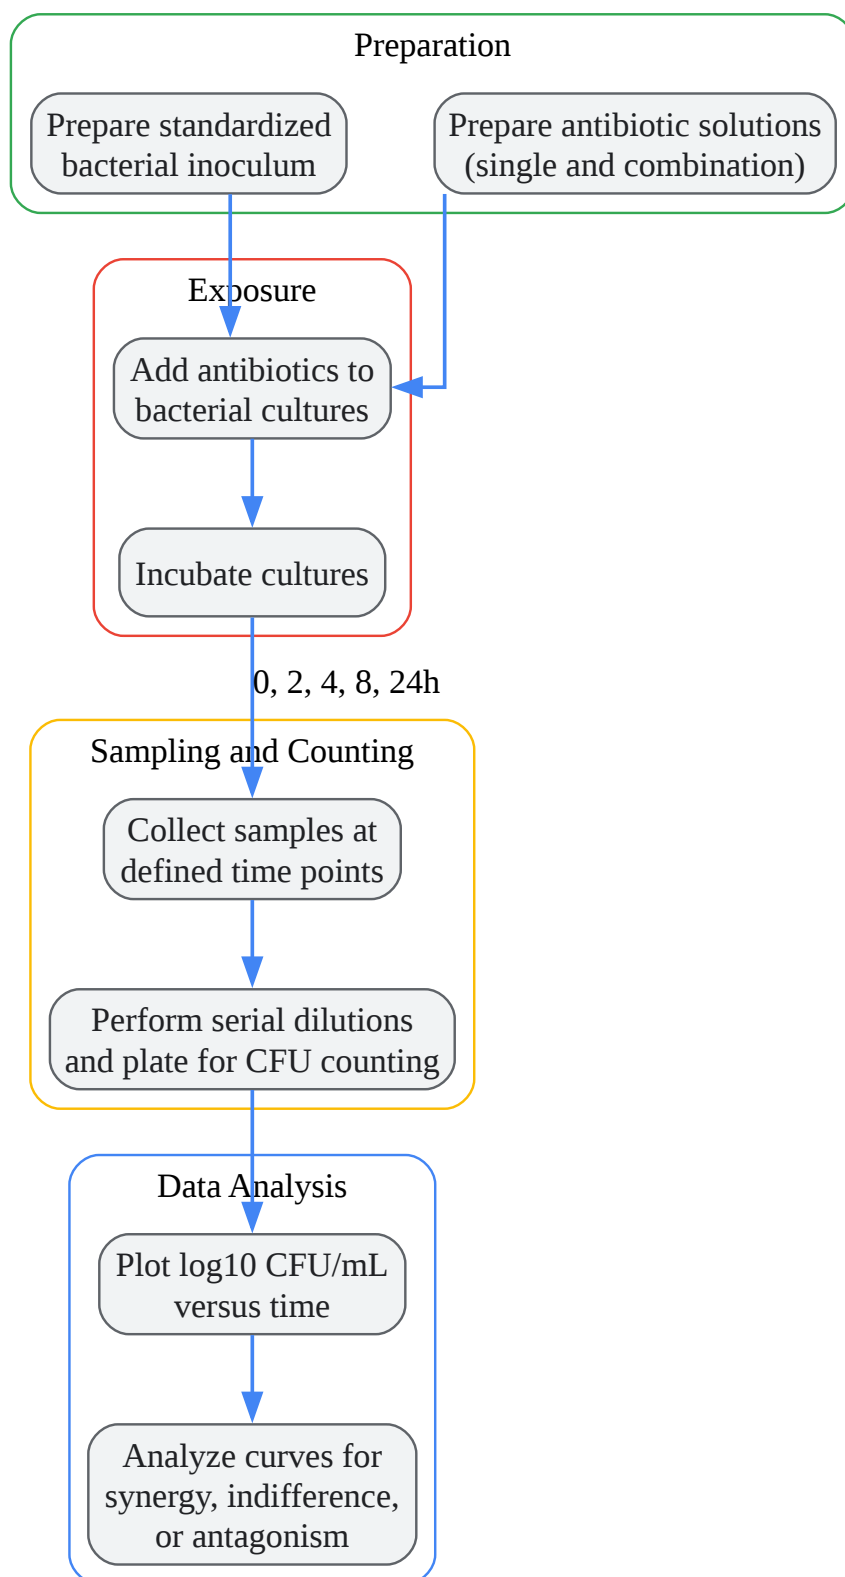 Preparation
Prepare standardized
bacterial inoculum
Prepare antibiotic solutions
(single and combination)
Exposure
Add antibiotics to
bacterial cultures
Incubate cultures
0, 2, 4, 8, 24h
Sampling and Counting
Collect samples at
defined time points
Perform serial dilutions
and plate for CFU counting
Data Analysis
Plot log10 CFU/mL
versus time
Analyze curves for
synergy, indifference,
or antagonism